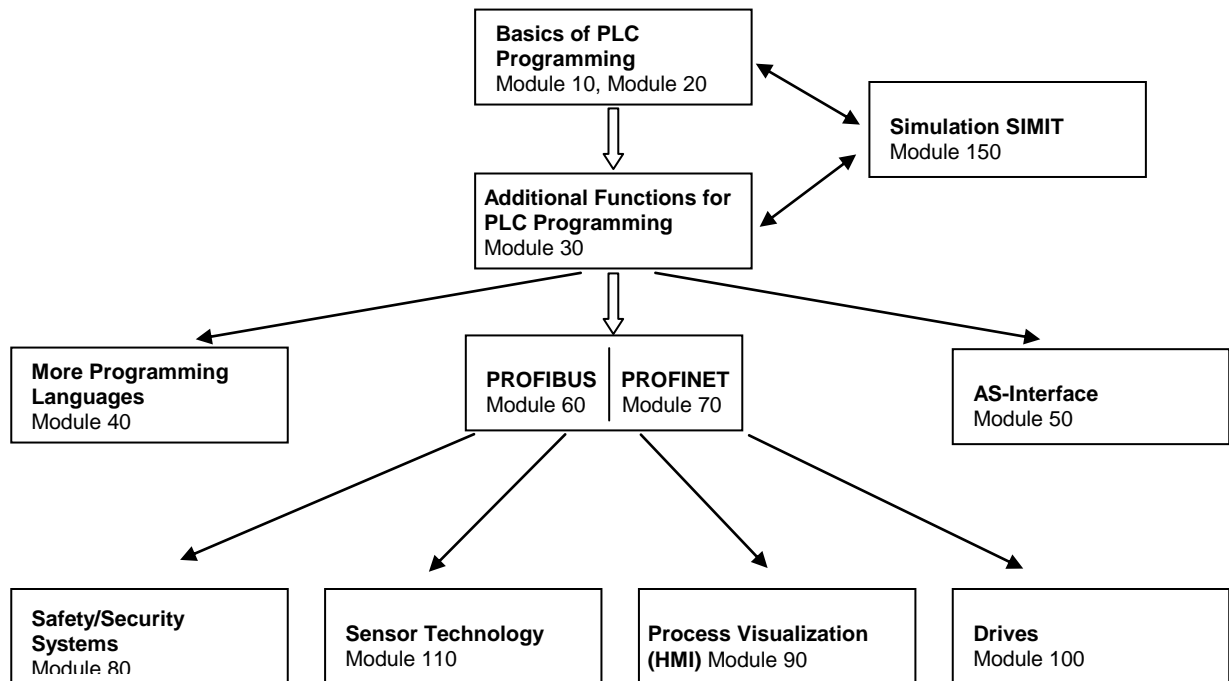 Basics of PLC
Programming
Module 10, Module 20
Simulation SIMIT
Module 150
Additional Functions for
PLC Programming
Module 30
More Programming
Languages
Module 40
PROFIBUS
Module 60
PROFINET
Module 70
AS-Interface
Module 50
Safety/Security
Systems
Module 80
Sensor Technology
Module 110
Process Visualization
(HMI) Module 90
Drives
Module 100